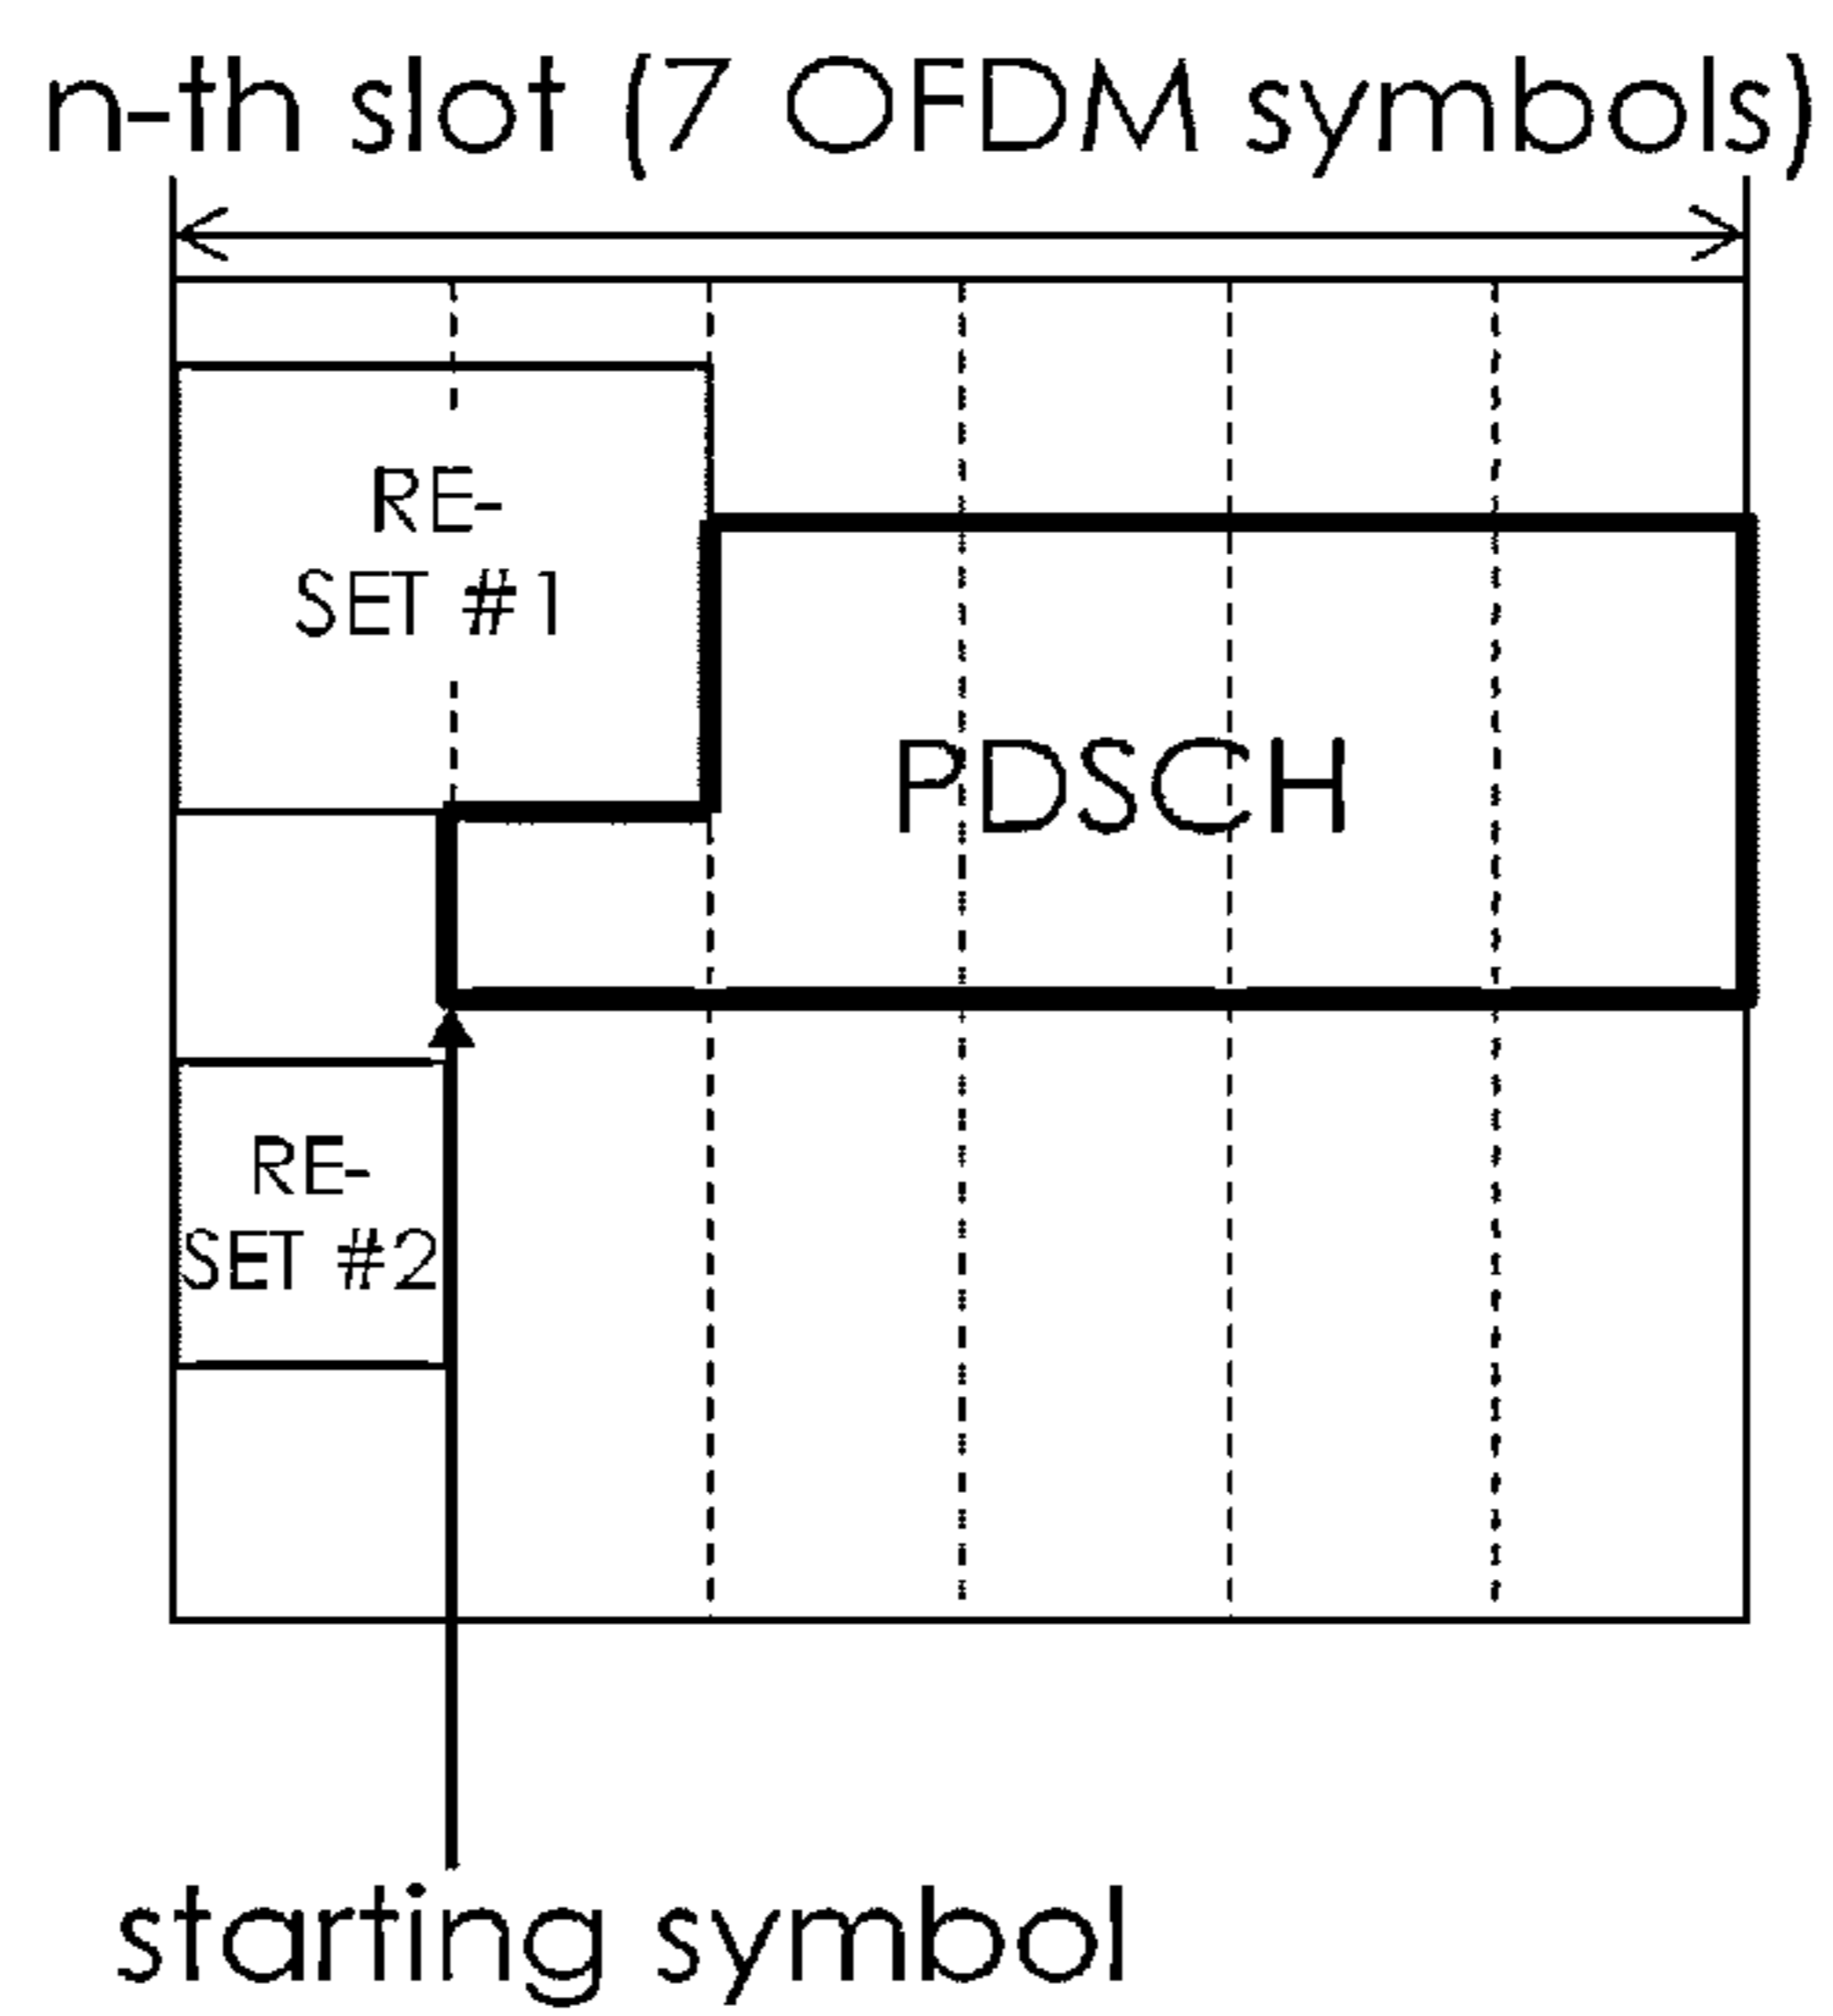 n-th slot (7 OFDM symbols)
RE-
SET #1
PDSCH
RE-
SET #2
starting symbol